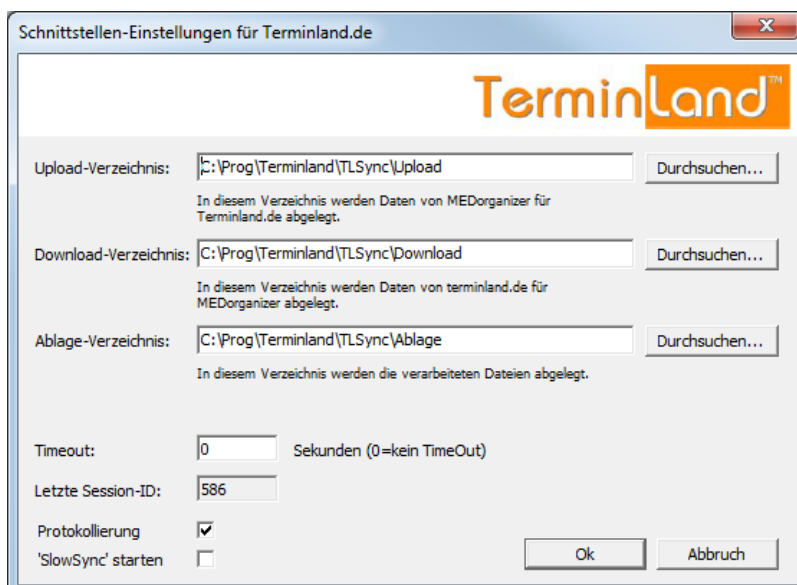 Schnittstellen-Einstellungen für Terminland.de
TerminLand™
Upload-Verzeichnis: C:\Prog\Terminland\TLSync\Upload Durchsuchen...
In diesem Verzeichnis werden Daten von MEDorganizer für
Terminland.de abgelegt.
Download-Verzeichnis: C:\Prog\Terminland\TLSync\Download Durchsuchen...
In diesem Verzeichnis werden Daten von terminland.de für
MEDorganizer abgelegt.
Ablage-Verzeichnis: C:\Prog\Terminland\TLSync\Ablage Durchsuchen...
In diesem Verzeichnis werden die verarbeiteten Dateien abgelegt.
Timeout: 0 Sekunden (0=kein TimeOut)
Letzte Session-ID: 586
Protokollierung
'SlowSync' starten
Ok Abbruch